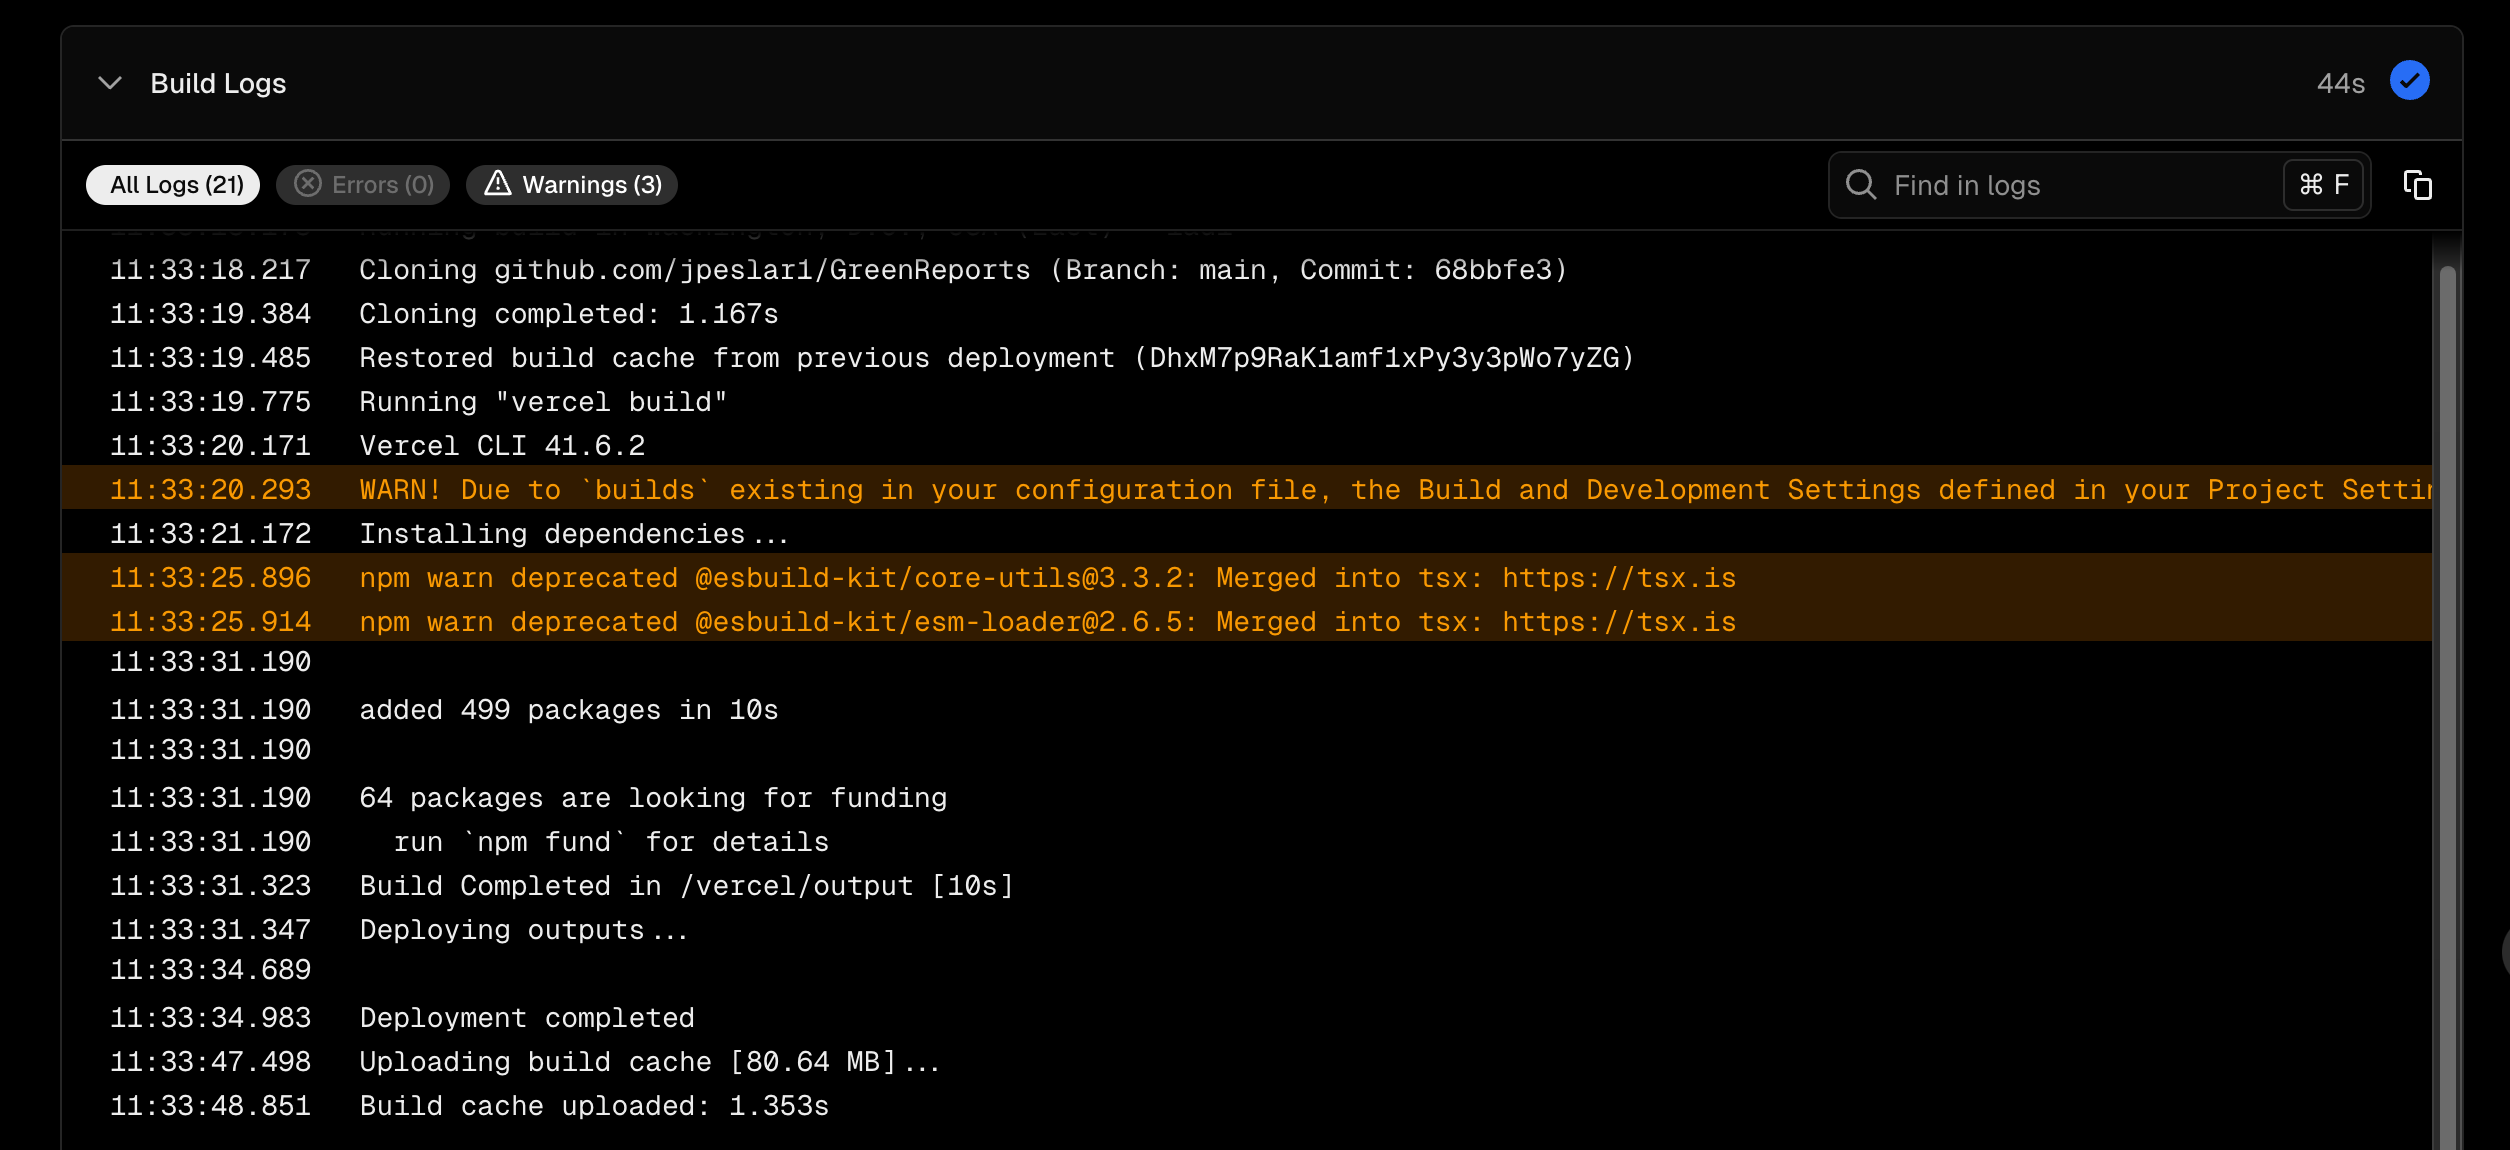 Build Logs
44s
All Logs (21)
Errors (0)
Warnings (3)
Find in logs
⌘ F
11:33:18.217 Cloning github.com/jpeslar1/GreenReports (Branch: main, Commit: 68bbfe3)
11:33:19.384 Cloning completed: 1.167s
11:33:19.485 Restored build cache from previous deployment (DhxM7p9RaK1amf1xPy3y3pWo7yZG)
11:33:19.775 Running "vercel build"
11:33:20.171 Vercel CLI 41.6.2
11:33:20.293 WARN! Due to `builds` existing in your configuration file, the Build and Development Settings defined in your Project
11:33:21.172 Installing dependencies...
11:33:25.896 npm warn deprecated @esbuild-kit/core-utils@3.3.2: Merged into tsx: https://tsx.is
11:33:25.914 npm warn deprecated @esbuild-kit/esm-loader@2.6.5: Merged into tsx: https://tsx.is
11:33:31.190
11:33:31.190 added 499 packages in 10s
11:33:31.190
11:33:31.190 64 packages are looking for funding
11:33:31.190 run `npm fund` for details
11:33:31.323 Build Completed in /vercel/output [10s]
11:33:31.347 Deploying outputs...
11:33:34.689
11:33:34.983 Deployment completed
11:33:47.498 Uploading build cache [80.64 MB]...
11:33:48.851 Build cache uploaded: 1.353s